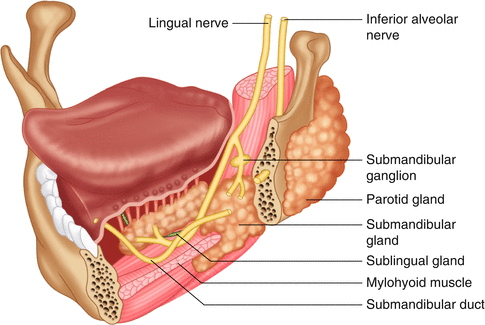 Lingual nerve
Inferior alveolar
nerve
Submandibular
ganglion
Parotid gland
Submandibular
gland
Sublingual gland
Mylohyoid muscle
Submandibular duct